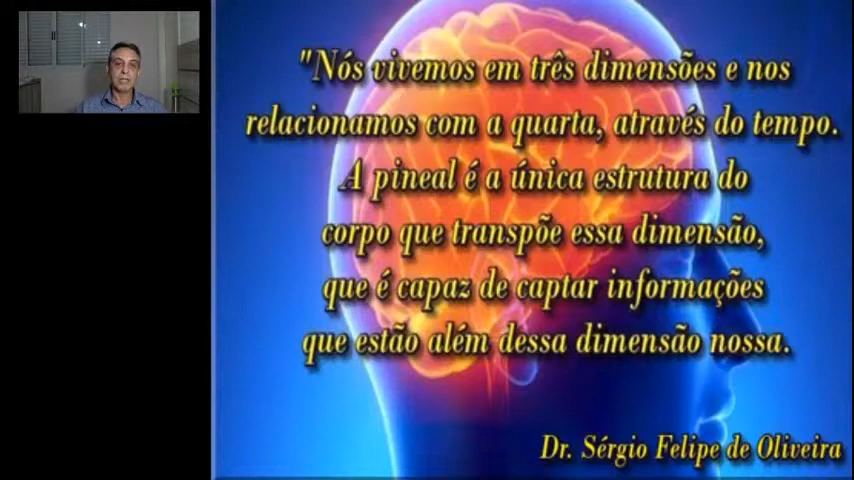 "Nós vivemos em três dimensões e nos
relacionamos com a quarta, através do tempo.
A pineal é a única estrutura do
corpo que transpõe essa dimensão,
que é capaz de captar informações
que estão além dessa dimensão nossa.
Dr. Sérgio Felipe de Oliveira